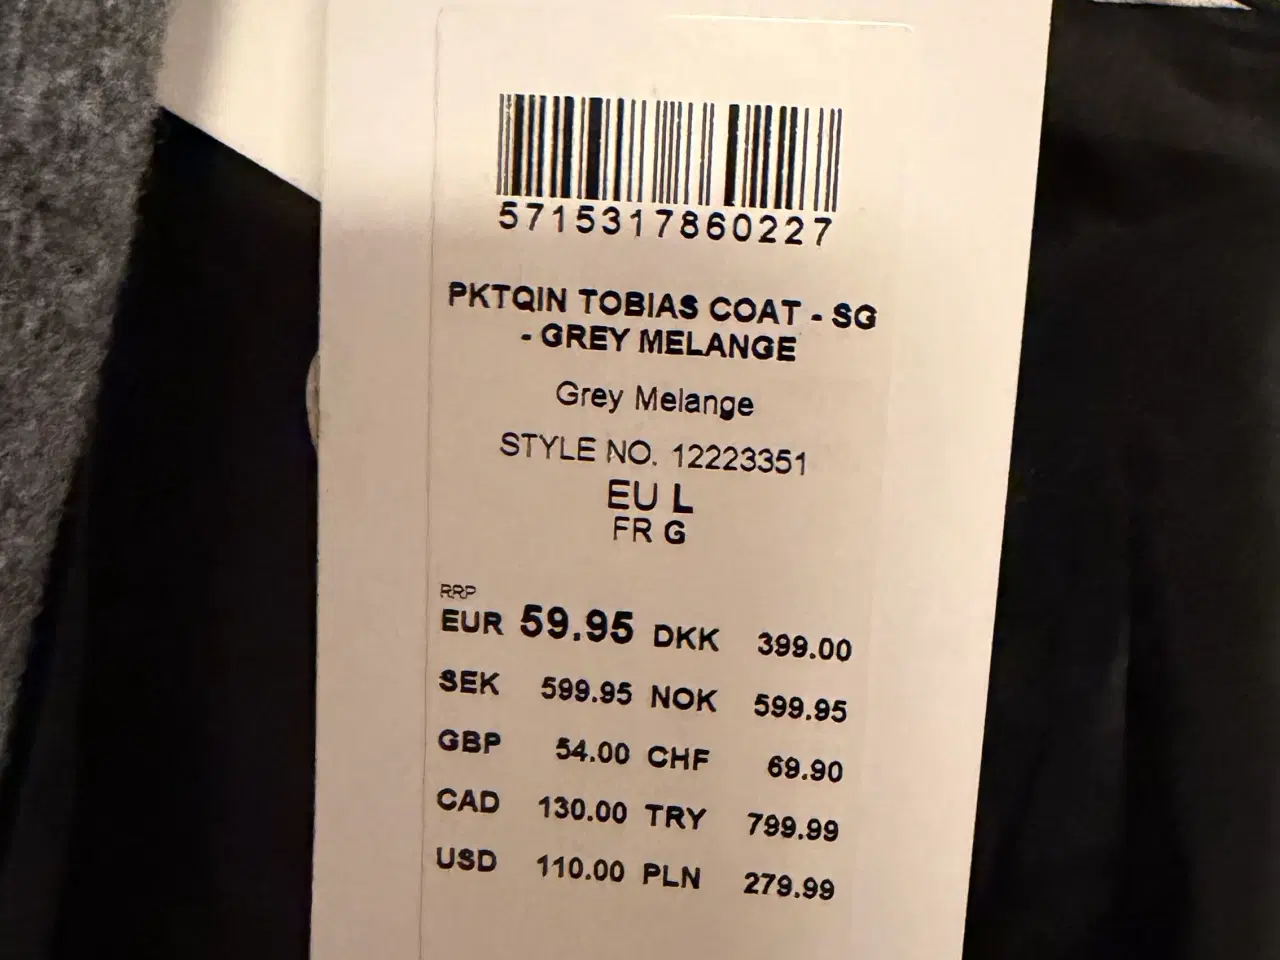 5715317860227
PKTQIN TOBIAS COAT - SG
- GREY MELANGE
Grey Melange
STYLE NO. 12223351
EU L
FR G
RRP
EUR 59.95 DKK 399.00
SEK 599.95 NOK 599.95
GBP 54.00 CHF 69.90
CAD 130.00 TRY 799.99
USD 110.00 PLN 279.99